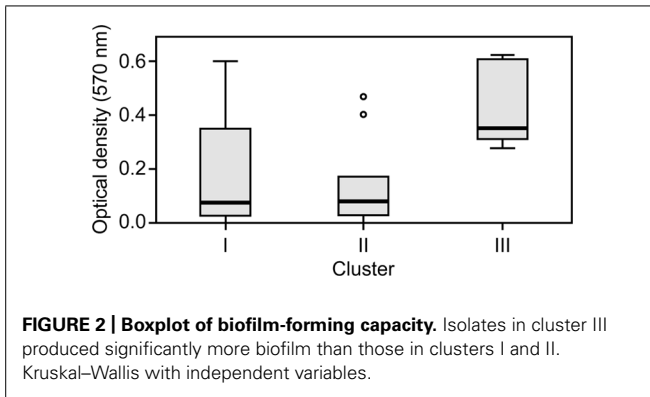 Optical density (570 nm)
0.6
0.4
0.2
0.0
I
II
III
Cluster
FIGURE 2 | Boxplot of biofilm-forming capacity. Isolates in cluster III
produced significantly more biofilm than those in clusters I and II.
Kruskal–Wallis with independent variables.